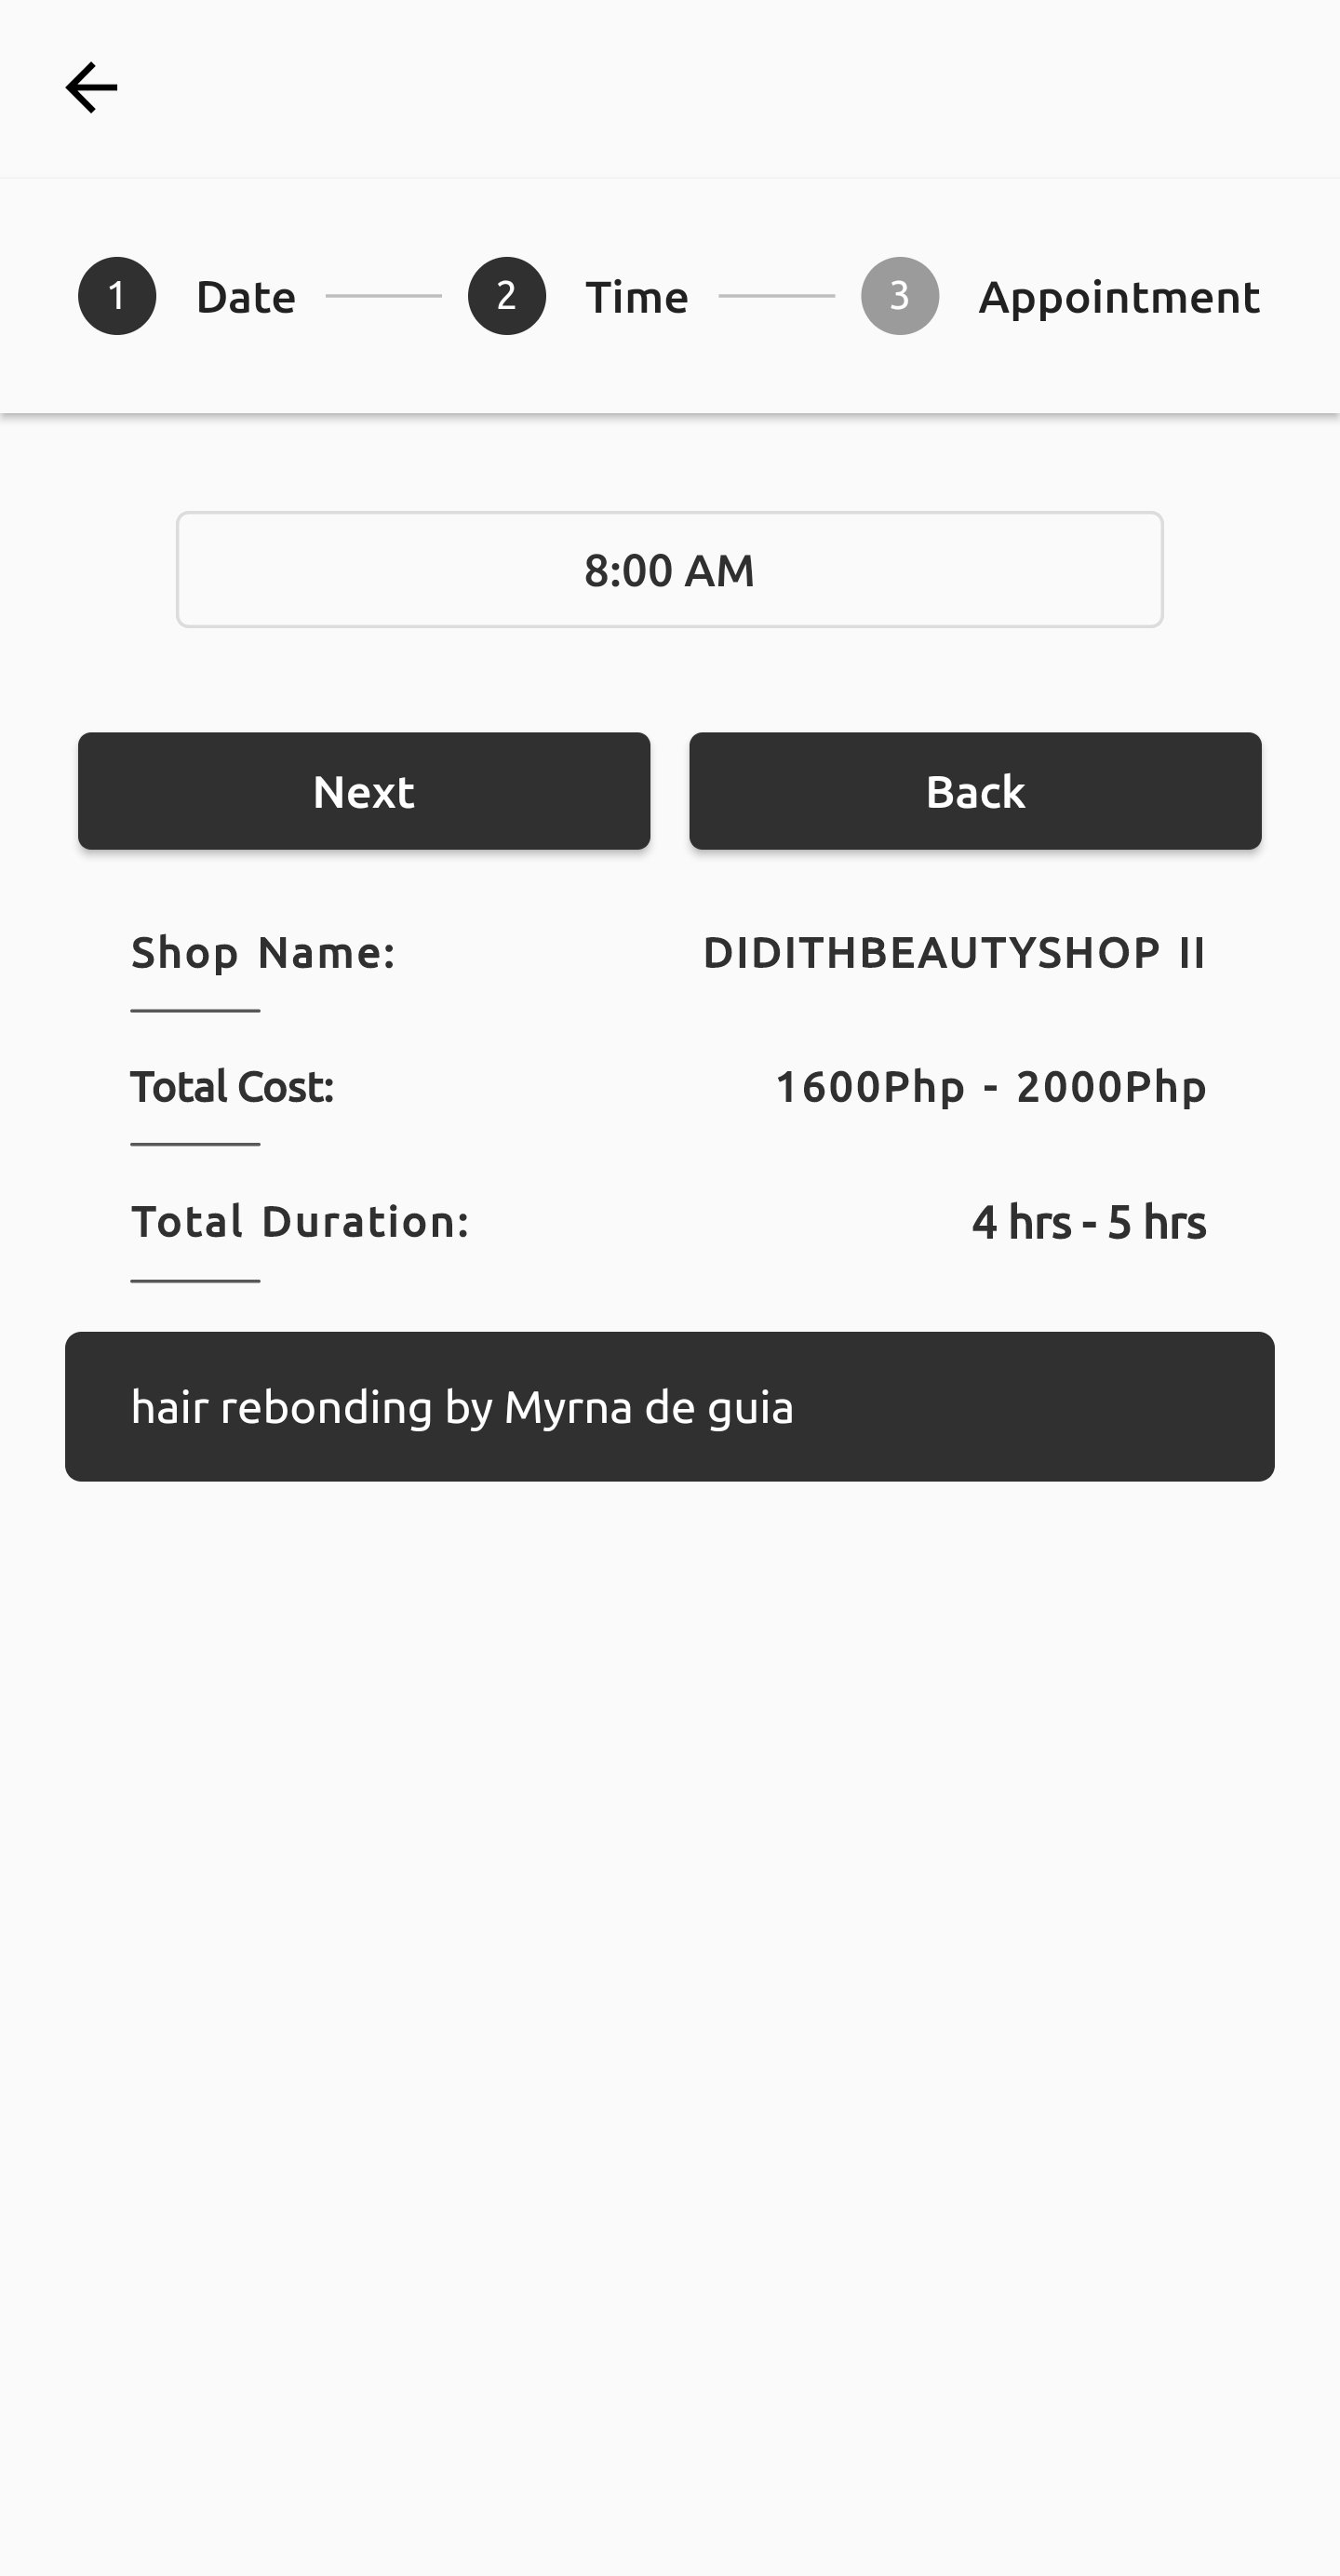 1 Date 2 Time 3 Appointment
8:00 AM
Next Back
Shop Name: DIDITHBEAUTYSHOP II
Total Cost: 1600Php - 2000Php
Total Duration: 4 hrs - 5 hrs
hair rebonding by Myrna de guia